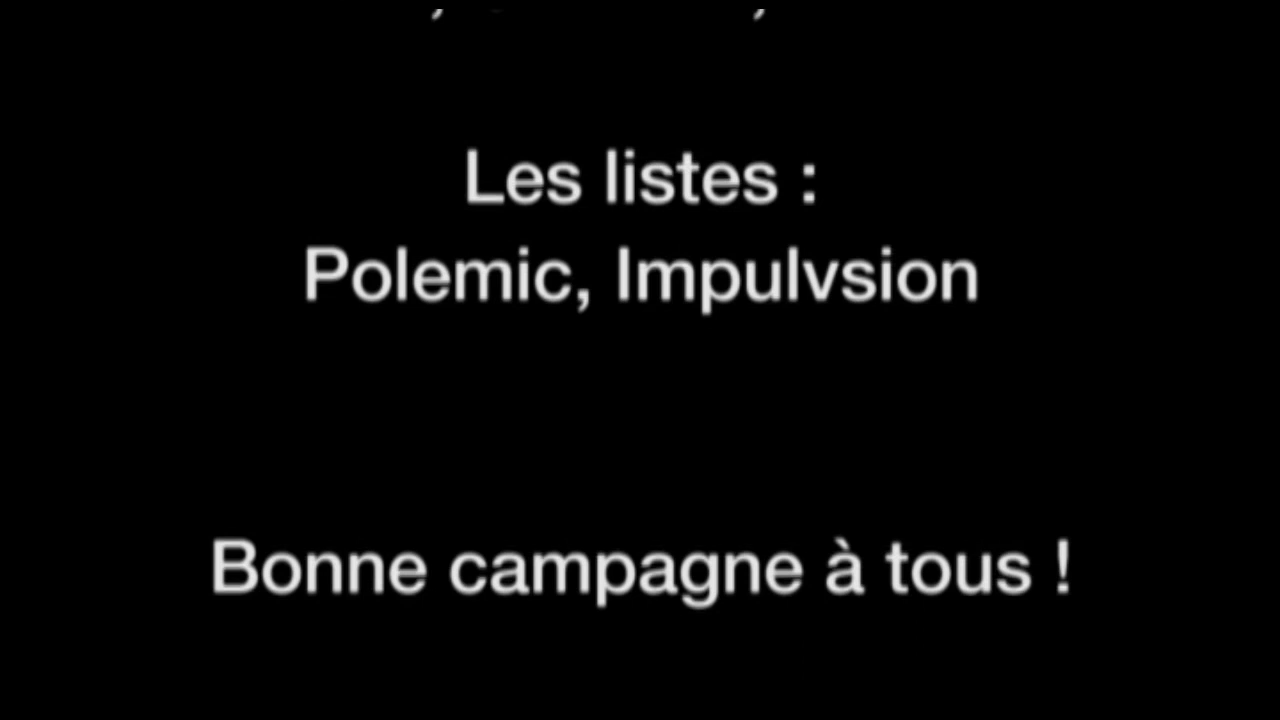 Les listes :
Polemic, Impulvsion
Bonne campagne à tous !